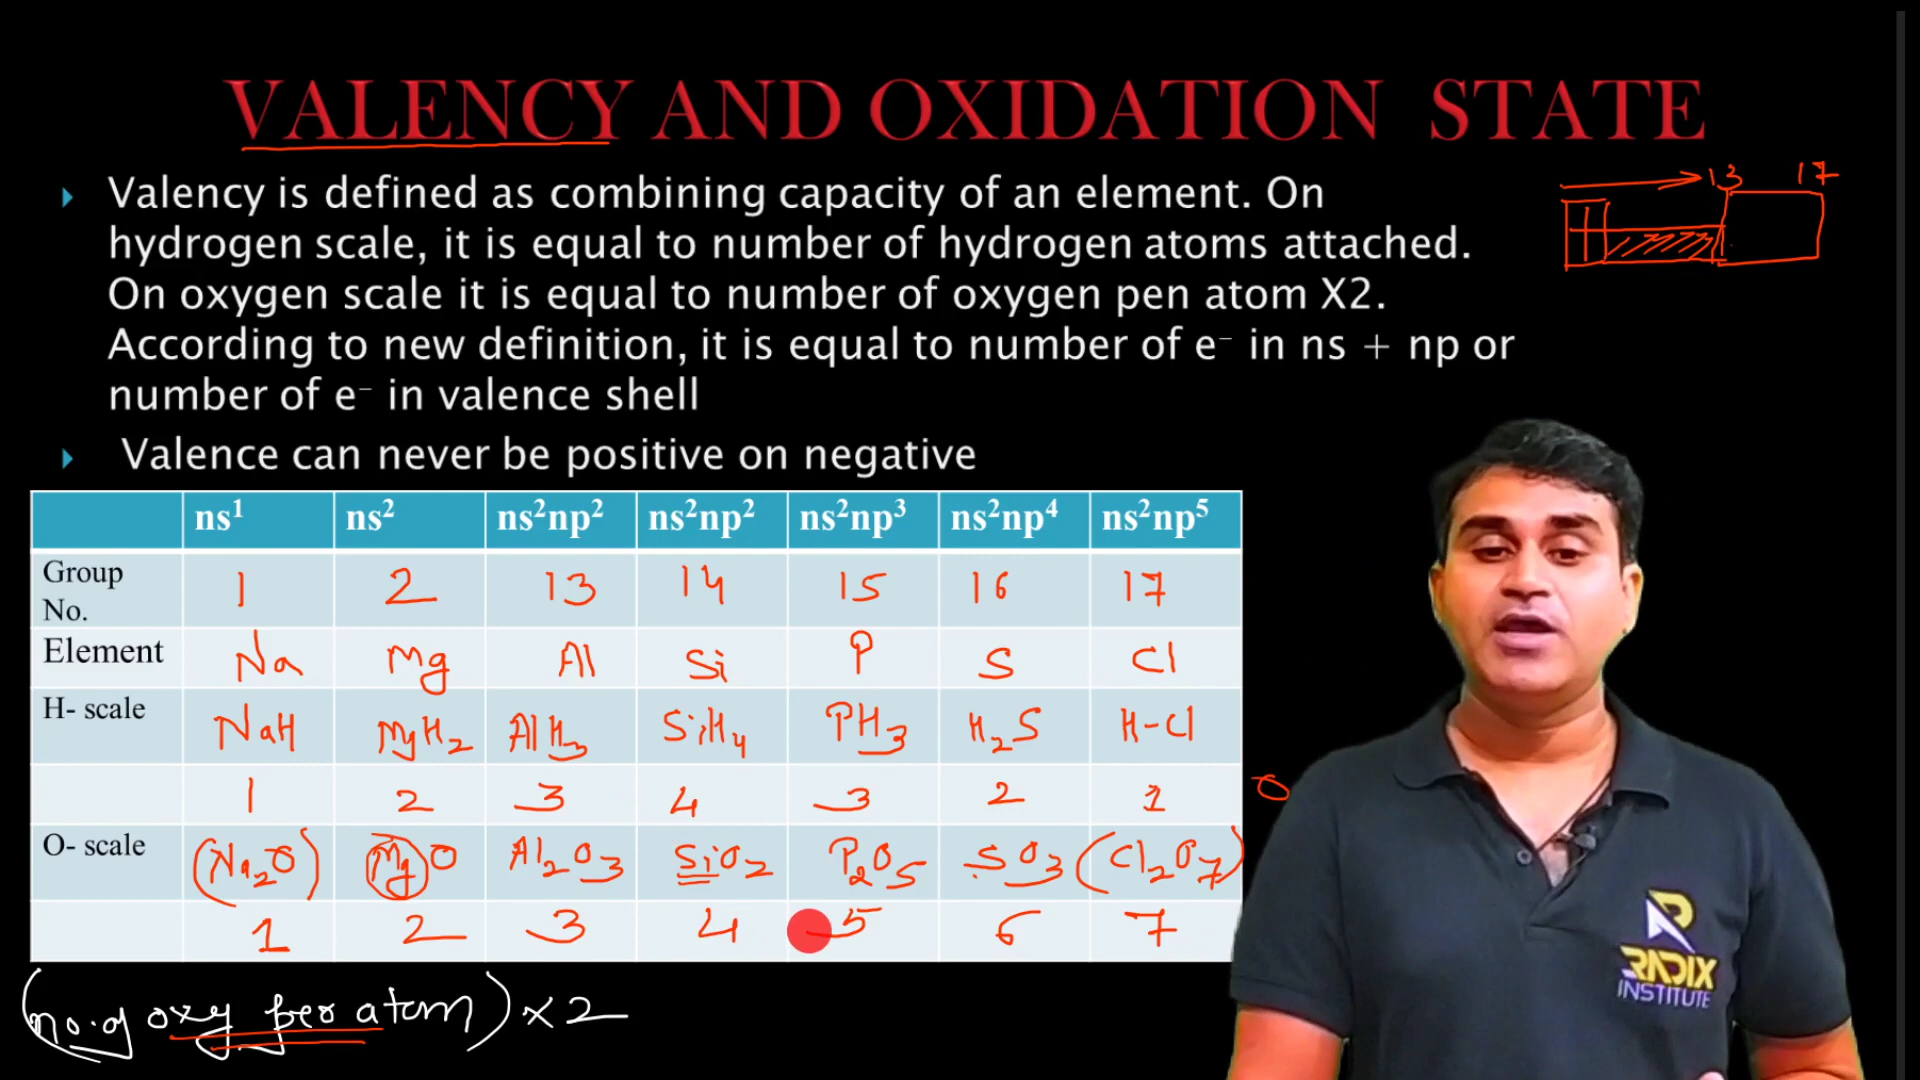 VALENCY AND OXIDATION STATE
13 17
Valency is defined as combining capacity of an element. On
hydrogen scale, it is equal to number of hydrogen atoms attached.
On oxygen scale it is equal to number of oxygen pen atom X2.
According to new definition, it is equal to number of e⁻ in ns + np or
number of e⁻ in valence shell
Valence can never be positive on negative
ns¹ ns² ns²np² ns²np² ns²np³ ns²np⁴ ns²np⁵
Group No. 1 2 13 14 15 16 17
Element Na Mg Al Si P S Cl
H- scale NaH MgH₂ AlH₃ SiH₄ PH₃ H₂S H-Cl
1 2 3 4 3 2 1 0
O- scale (Na₂O) MgO Al₂O₃ SiO₂ P₂O₅ SO₃ (Cl₂O₇)
1 2 3 4 5 6 7
(no. of oxy per atom) × 2
RADIX
INSTITUTE